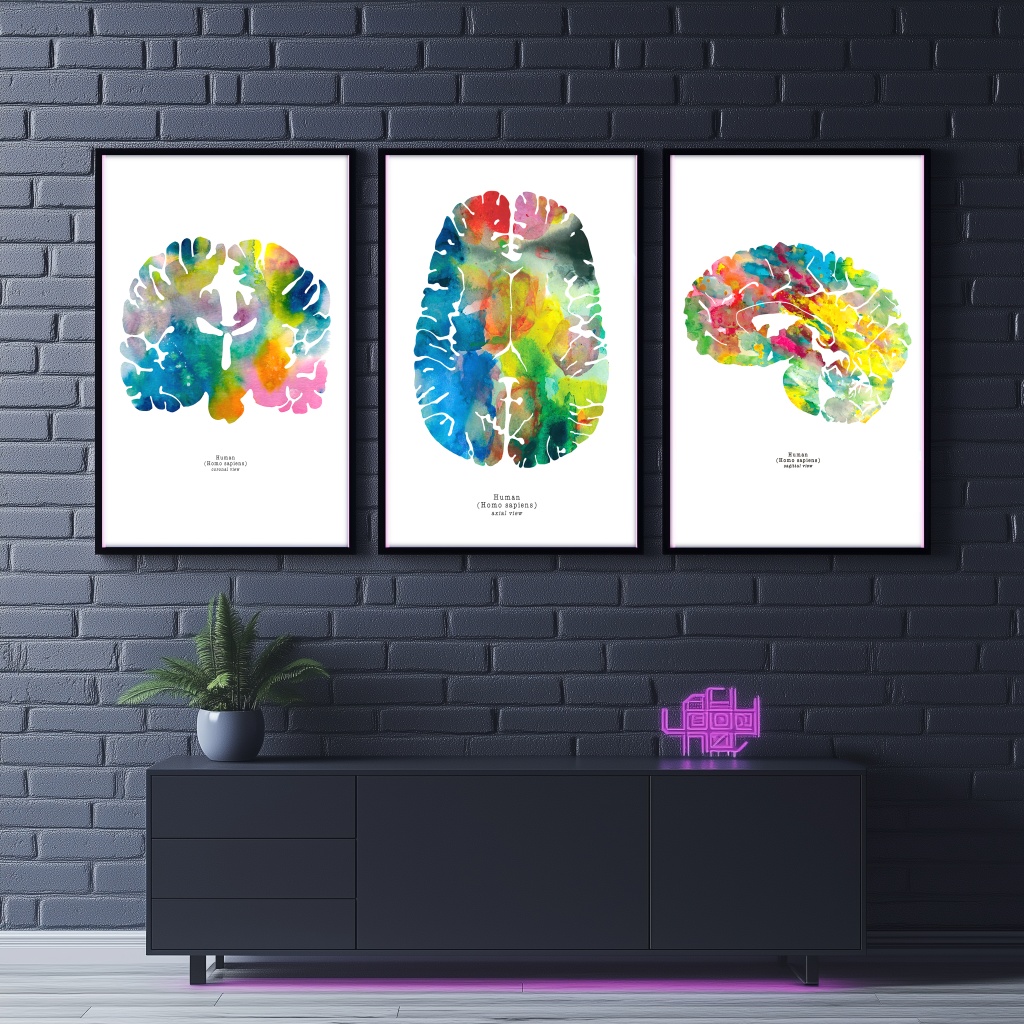 Human
(Homo sapiens)
coronal view
Human
(Homo sapiens)
axial view
Human
(Homo sapiens)
sagittal view